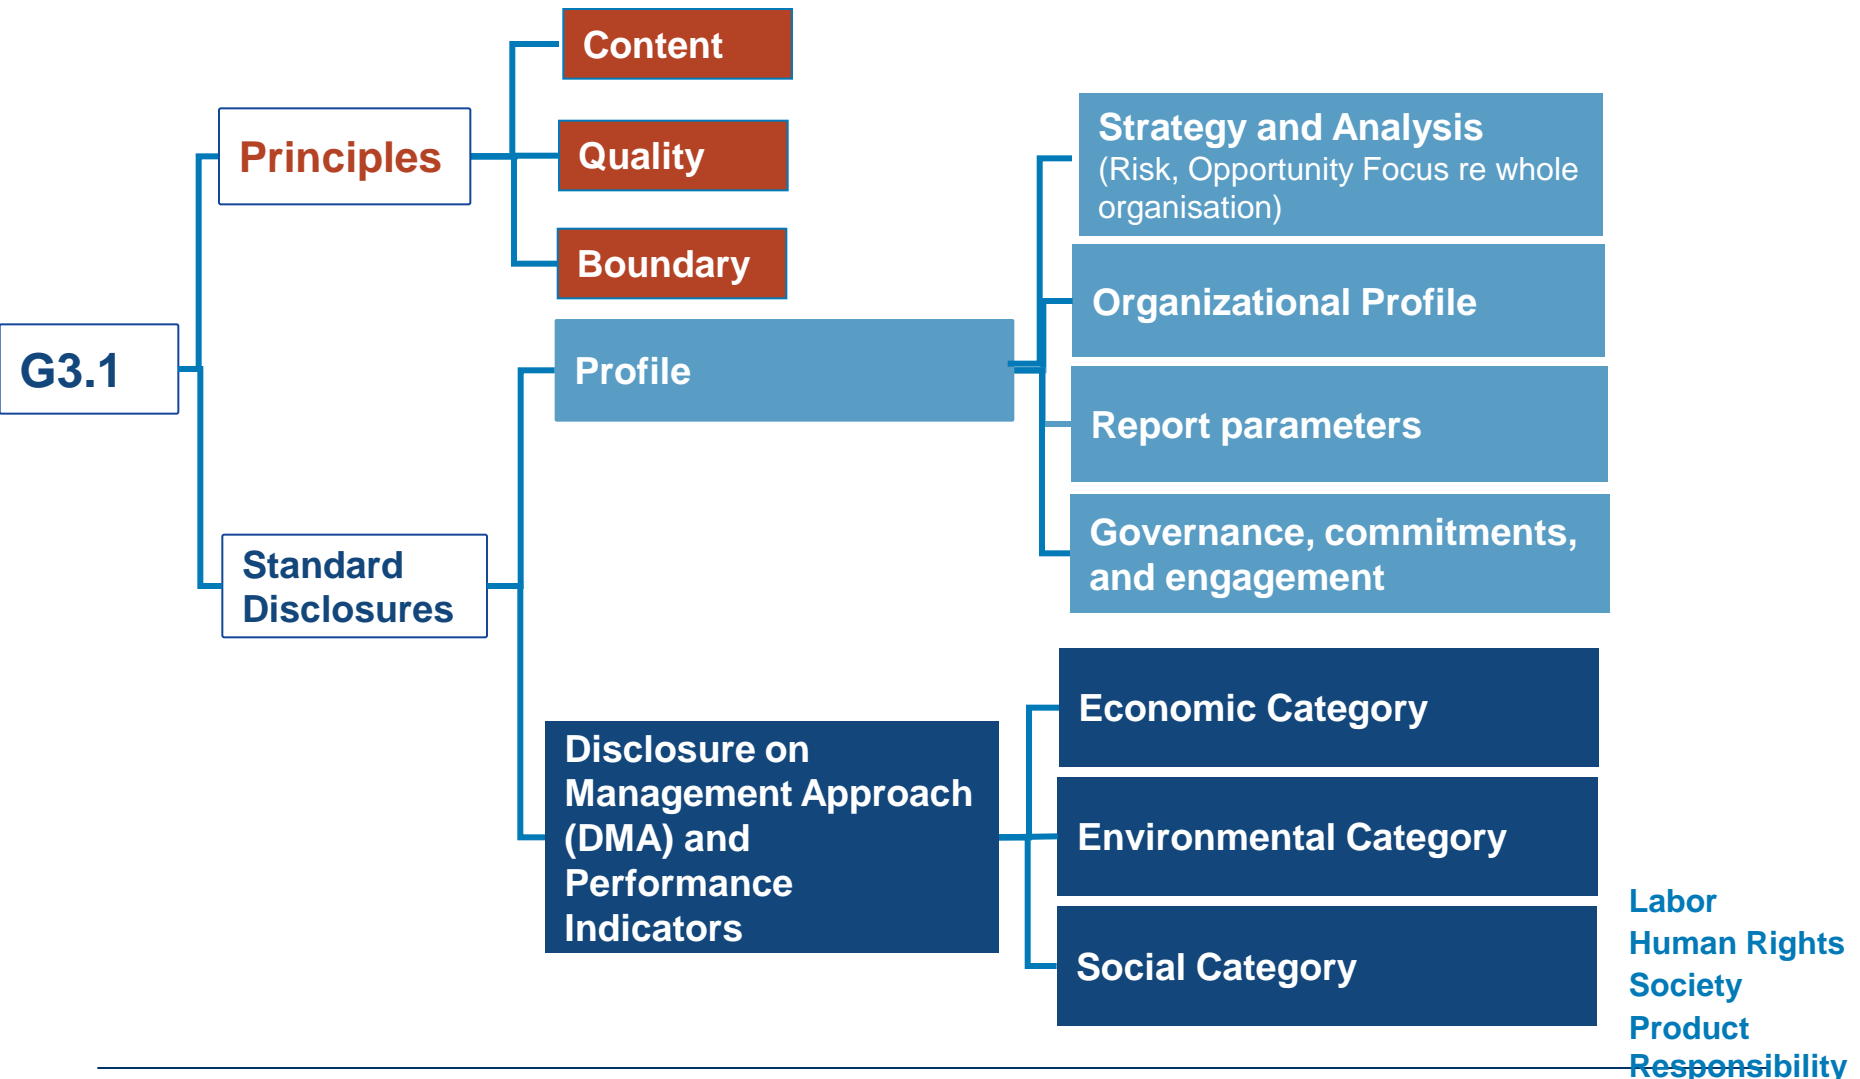 Content
Principles
Quality
Boundary
Strategy and Analysis
(Risk, Opportunity Focus re whole
organisation)
Organizational Profile
G3.1
Profile
Report parameters
Standard
Disclosures
Governance, commitments,
and engagement
Disclosure on
Management Approach
(DMA) and
Performance
Indicators
Economic Category
Environmental Category
Social Category
Labor
Human Rights
Society
Product
Responsibility